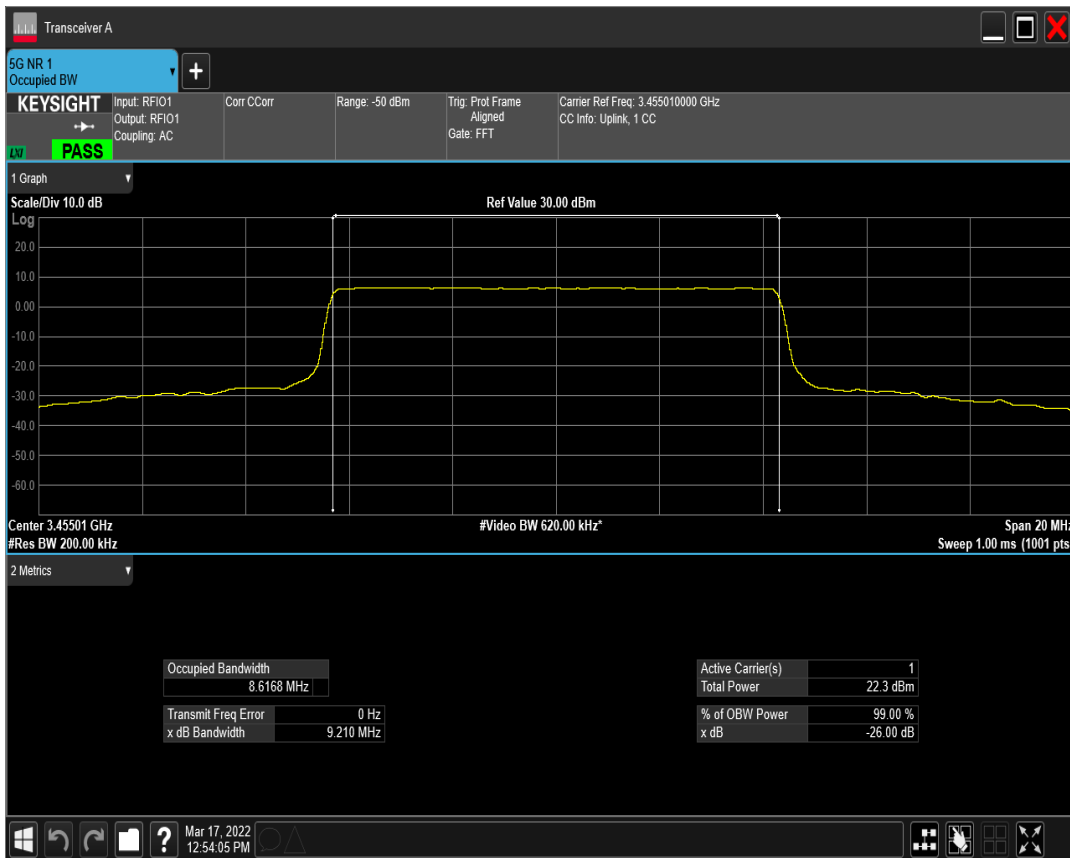 Transceiver A
5G NR 1
Occupied BW
+
KEYSIGHT
LXI
PASS
Input: RFIO1
Output: RFIO1
Coupling: AC
Corr CCorr
Range: -50 dBm
Trig: Prot Frame
Aligned
Gate: FFT
Carrier Ref Freq: 3.455010000 GHz
CC Info: Uplink, 1 CC
1 Graph
Scale/Div 10.0 dB
Ref Value 30.00 dBm
Log
20.0
10.0
0.00
-10.0
-20.0
-30.0
-40.0
-50.0
-60.0
Center 3.45501 GHz
#Video BW 620.00 kHz*
Span 20 MHz
#Res BW 200.00 kHz
Sweep 1.00 ms (1001 pts
2 Metrics
Occupied Bandwidth
8.6168 MHz
Transmit Freq Error 0 Hz
x dB Bandwidth 9.210 MHz
Active Carrier(s) 1
Total Power 22.3 dBm
% of OBW Power 99.00 %
x dB -26.00 dB
?
Mar 17, 2022
12:54:05 PM